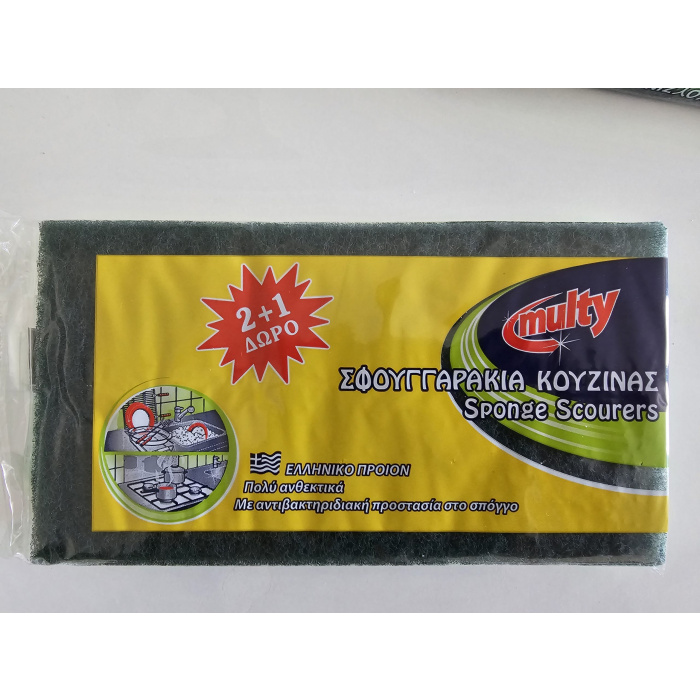 2+1
ΔΩΡΟ
multy
ΣΦΟΥΓΓΑΡΑΚΙΑ ΚΟΥΖΙΝΑΣ
Sponge Scourers
ΕΛΛΗΝΙΚΟ ΠΡΟΙΟΝ
Πολύ ανθεκτικά
Με αντιβακτηριδιακή προστασία στο σπόγγο